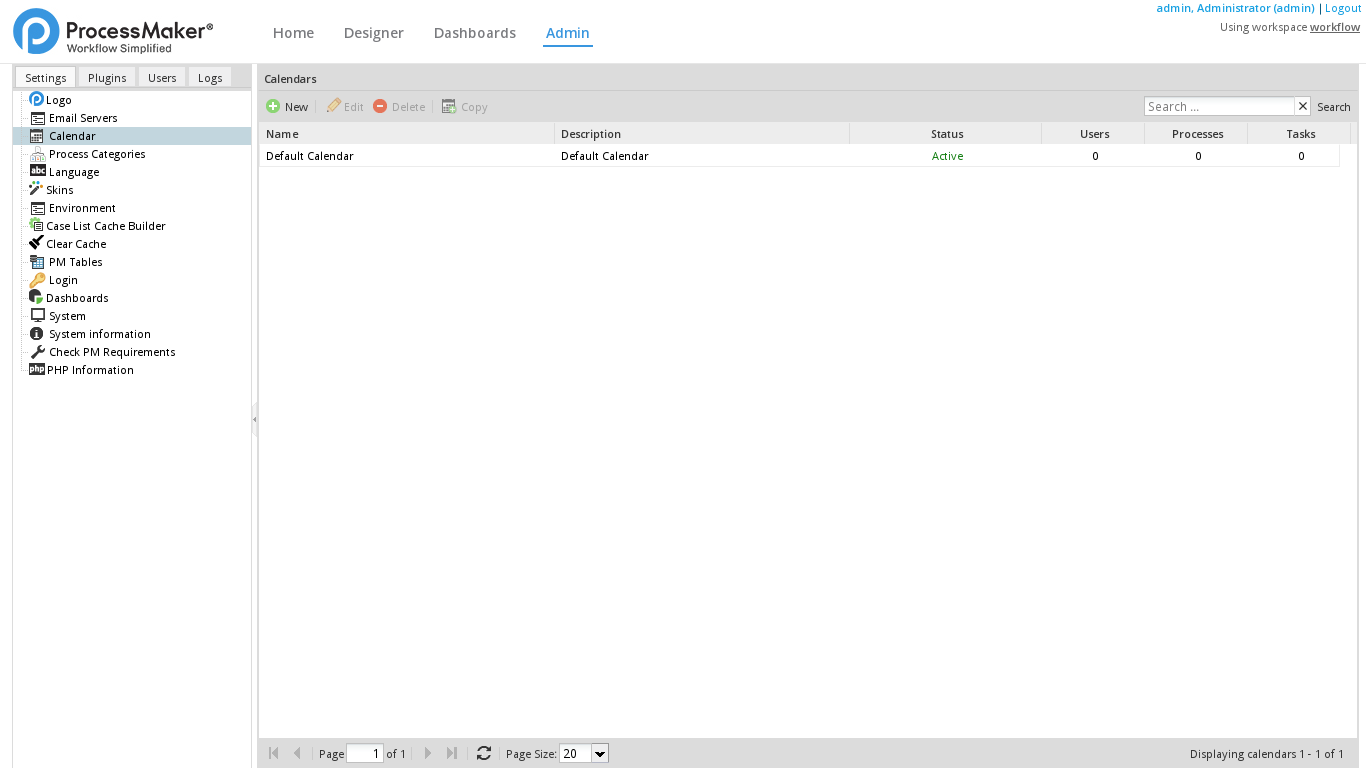 admin, Administrator (admin) | Logout
Using workspace workflow
ProcessMaker®
Workflow Simplified
Home Designer Dashboards Admin
Settings Plugins Users Logs
Logo
Email Servers
Calendar
Process Categories
abc Language
Skins
Environment
Case List Cache Builder
Clear Cache
PM Tables
Login
Dashboards
System
System information
Check PM Requirements
php PHP Information
Calendars
New Edit Delete Copy Search ... Search
Name Description Status Users Processes Tasks
Default Calendar Default Calendar Active 0 0 0
Page 1 of 1 Page Size: 20 Displaying calendars 1 - 1 of 1